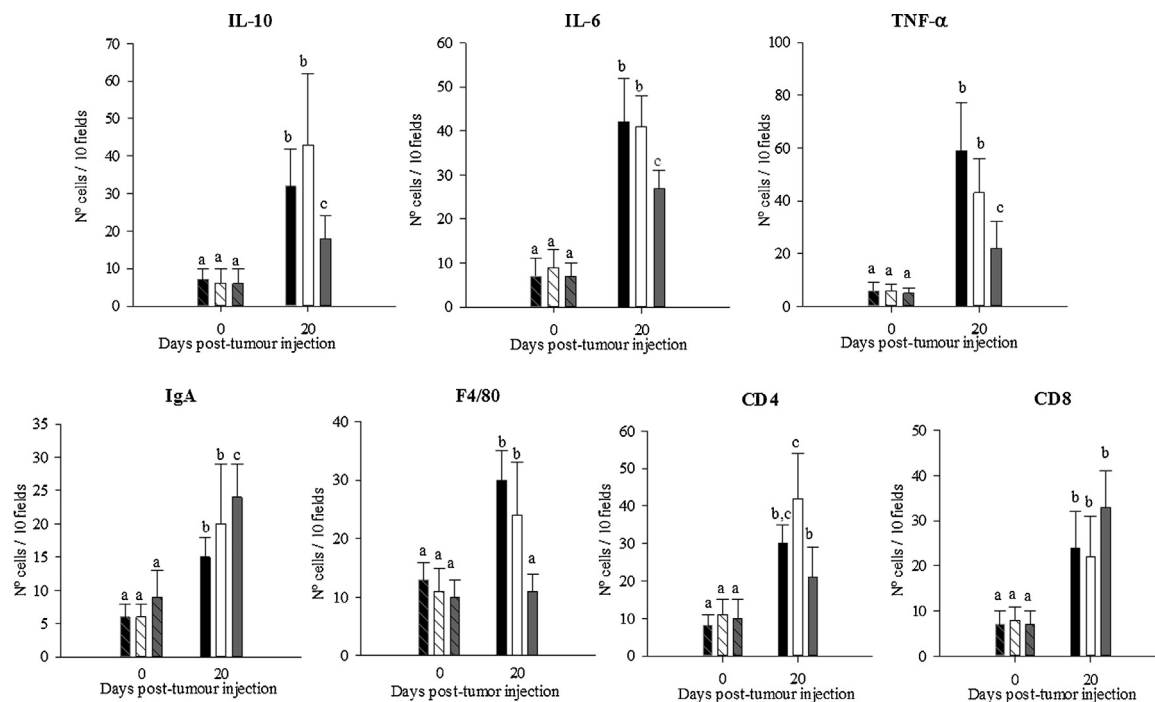 IL-10
70
60
50
40
30
20
10
0
Nº cells / 10 fields
a a a
b b c
0 20
Days post-tumour injection
IL-6
60
50
40
30
20
10
0
Nº cells / 10 fields
a a a
b b c
0 20
Days post-tumour injection
TNF-α
100
80
60
40
20
0
Nº cells / 10 fields
a a a
b b c
0 20
Days post-tumour injection
IgA
35
30
25
20
15
10
5
0
Nº cells / 10 fields
a a a
b b c
0 20
Days post-tumour injection
F4/80
40
30
20
10
0
Nº cells / 10 fields
a a a
b b a
0 20
Days post-tumor injection
CD4
60
50
40
30
20
10
0
Nº cells / 10 fields
a a a
b,c c b
0 20
Days post-tumour injection
CD8
50
40
30
20
10
0
Nº cells / 10 fields
a a a
b b b
0 20
Days post-tumor injection